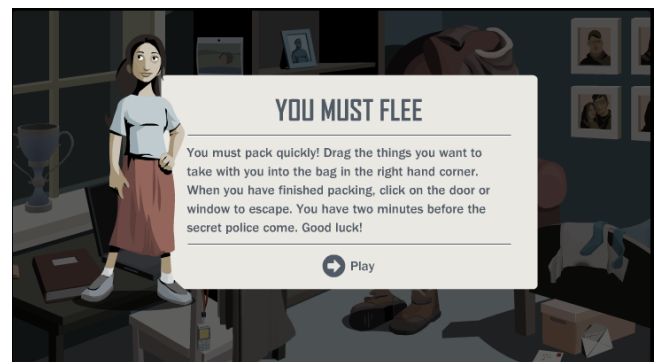 YOU MUST FLEE
You must pack quickly! Drag the things you want to
take with you into the bag in the right hand corner.
When you have finished packing, click on the door or
window to escape. You have two minutes before the
secret police come. Good luck!
Play